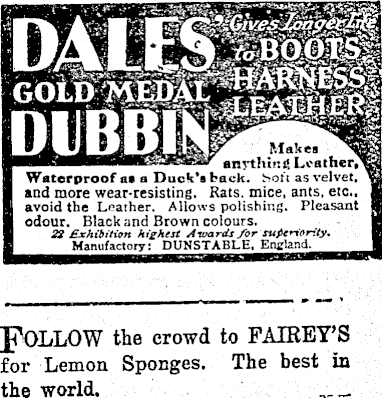 DALES' Gives longer life
GOLD MEDAL to BOOTS
DUBBIN HARNESS
LEATHER
Makes
anything Leather,
Waterproof as a Duck's back. Soft as velvet,
and more wear-resisting. Rats, mice, ants, etc.,
avoid the Leather. Allows polishing. Pleasant
odour. Black and Brown colours.
22 Exhibition highest Awards for superiority.
Manufactory: DUNSTABLE, England.
FOLLOW the crowd to FAIREY'S
for Lemon Sponges. The best in
the world.